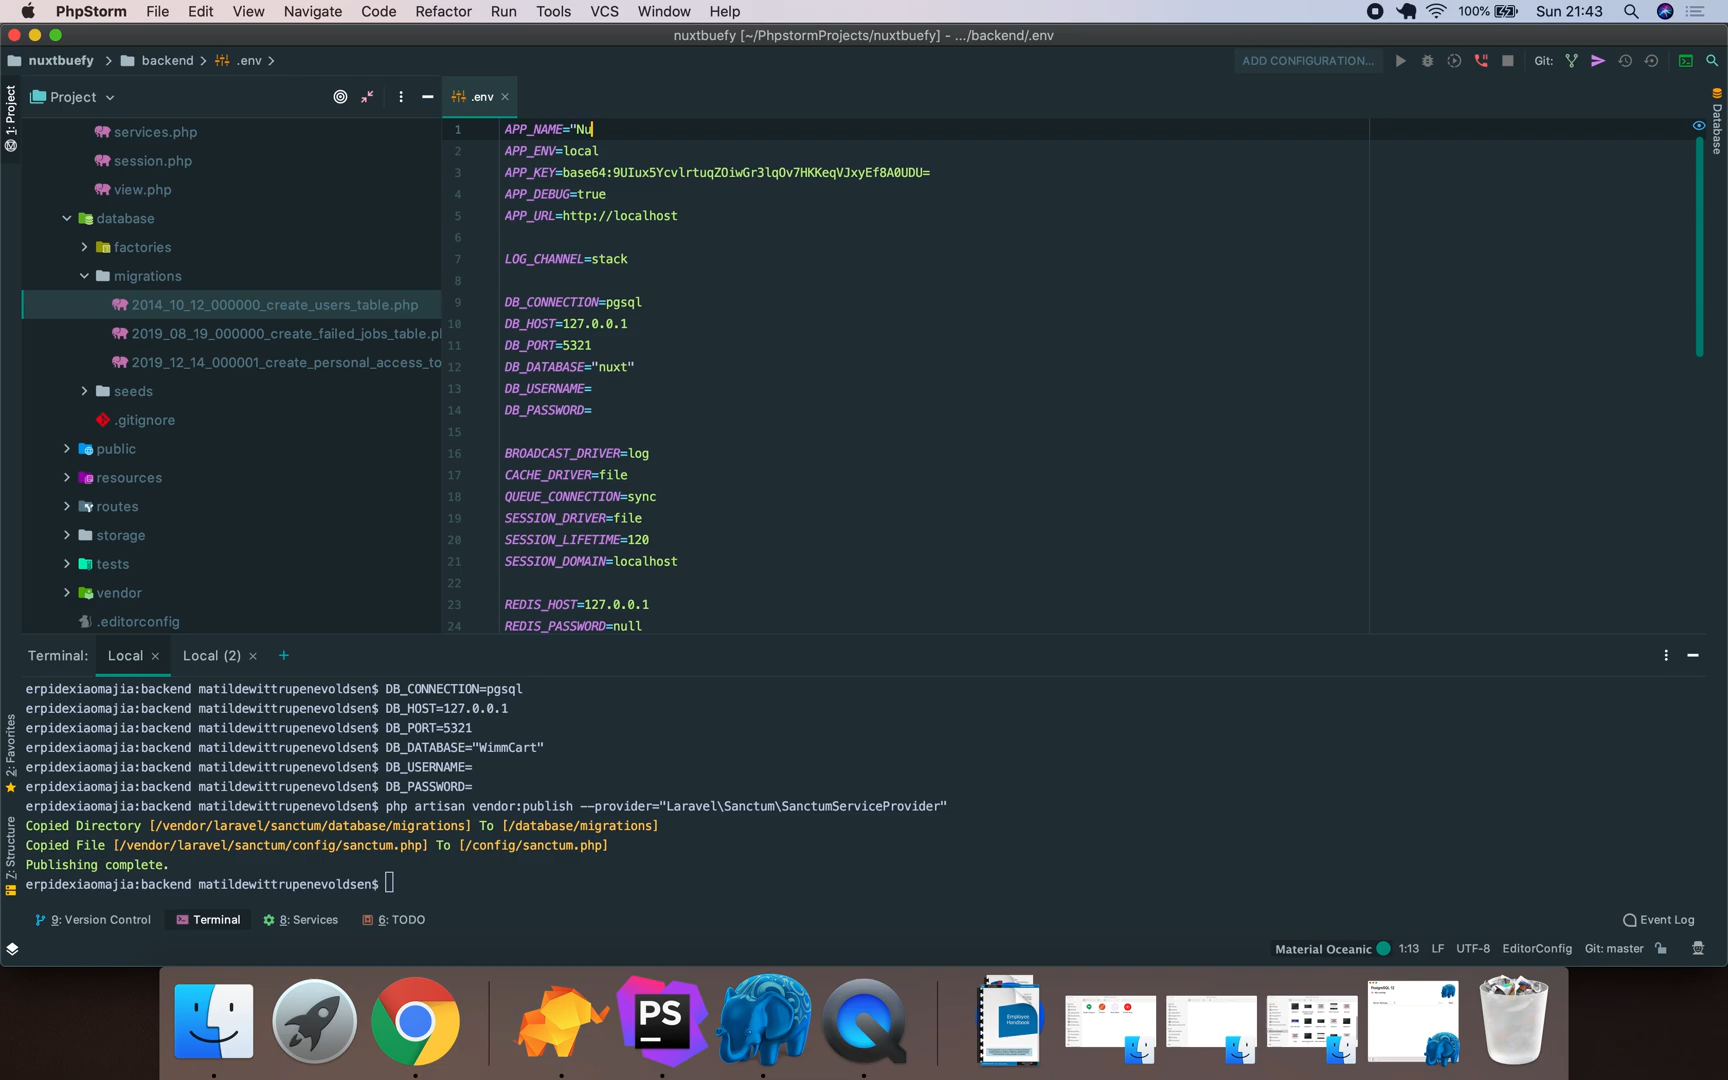 PhpStorm File Edit View Navigate Code Refactor Run Tools VCS Window Help 100% Sun 21:43
nuxtbuefy [~/PhpstormProjects/nuxtbuefy] - .../backend/.env
nuxtbuefy backend .env ADD CONFIGURATION... Git:
1: Project
Project
.env
Database
services.php
session.php
view.php
database
factories
migrations
2014_10_12_000000_create_users_table.php
2019_08_19_000000_create_failed_jobs_table.p
2019_12_14_000001_create_personal_access_to
seeds
.gitignore
public
resources
routes
storage
tests
vendor
.editorconfig
1 APP_NAME="Nu
2 APP_ENV=local
3 APP_KEY=base64:9UIux5YcvlrtuqZOiwGr3lqOv7HKKeqVJxyEf8A0UDU=
4 APP_DEBUG=true
5 APP_URL=http://localhost
6
7 LOG_CHANNEL=stack
8
9 DB_CONNECTION=pgsql
10 DB_HOST=127.0.0.1
11 DB_PORT=5321
12 DB_DATABASE="nuxt"
13 DB_USERNAME=
14 DB_PASSWORD=
15
16 BROADCAST_DRIVER=log
17 CACHE_DRIVER=file
18 QUEUE_CONNECTION=sync
19 SESSION_DRIVER=file
20 SESSION_LIFETIME=120
21 SESSION_DOMAIN=localhost
22
23 REDIS_HOST=127.0.0.1
24 REDIS_PASSWORD=null
Terminal: Local Local (2)
erpidexiaomajia:backend matildewittrupenevoldsen$ DB_CONNECTION=pgsql
erpidexiaomajia:backend matildewittrupenevoldsen$ DB_HOST=127.0.0.1
erpidexiaomajia:backend matildewittrupenevoldsen$ DB_PORT=5321
erpidexiaomajia:backend matildewittrupenevoldsen$ DB_DATABASE="WimmCart"
erpidexiaomajia:backend matildewittrupenevoldsen$ DB_USERNAME=
erpidexiaomajia:backend matildewittrupenevoldsen$ DB_PASSWORD=
erpidexiaomajia:backend matildewittrupenevoldsen$ php artisan vendor:publish --provider="Laravel\Sanctum\SanctumServiceProvider"
Copied Directory [/vendor/laravel/sanctum/database/migrations] To [/database/migrations]
Copied File [/vendor/laravel/sanctum/config/sanctum.php] To [/config/sanctum.php]
Publishing complete.
erpidexiaomajia:backend matildewittrupenevoldsen$
2: Favorites
7: Structure
9: Version Control Terminal 8: Services 6: TODO Event Log
Material Oceanic 1:13 LF UTF-8 EditorConfig Git: master
PS
Employee
Handbook
PostgreSQL 12